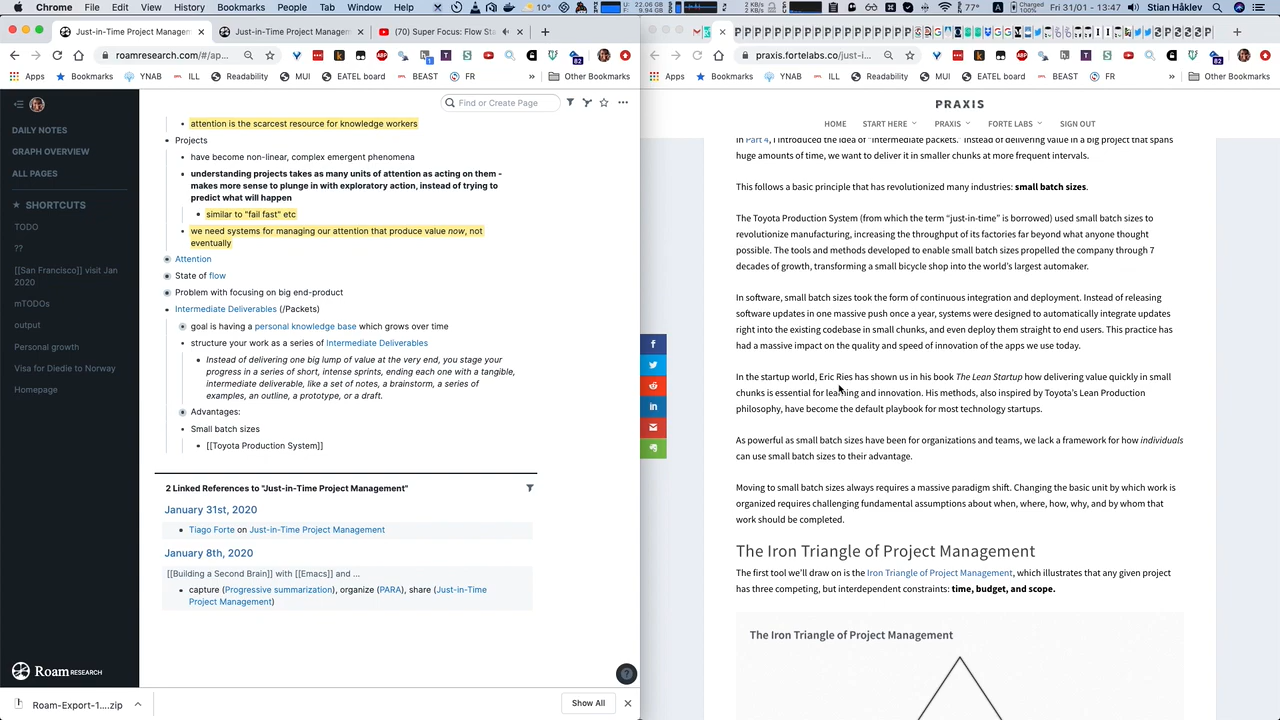 Chrome File Edit View History Bookmarks People Tab Window Help
10°
U: 22.06 GB
F: 9.94 GB
2 KB/s
0 KB/s
77°
Charged
100%
Fri 31/01 - 13:47
Stian Håklev
Just-in-Time Project Managem
Just-in-Time Project Managem
(70) Super Focus: Flow Sta
roamresearch.com/#/ap...
82
Apps Bookmarks YNAB ILL Readability MUI EATEL board BEAST FR » Other Bookmarks
DAILY NOTES
GRAPH OVERVIEW
ALL PAGES
★ SHORTCUTS
TODO
??
[[San Francisco]] visit Jan
2020
mTODOs
output
Personal growth
Visa for Diedie to Norway
Homepage
Roam RESEARCH
Find or Create Page
attention is the scarcest resource for knowledge workers
Projects
have become non-linear, complex emergent phenomena
understanding projects takes as many units of attention as acting on them -
makes more sense to plunge in with exploratory action, instead of trying to
predict what will happen
similar to "fail fast" etc
we need systems for managing our attention that produce value now, not
eventually
Attention
State of flow
Problem with focusing on big end-product
Intermediate Deliverables (/Packets)
goal is having a personal knowledge base which grows over time
structure your work as a series of Intermediate Deliverables
Instead of delivering one big lump of value at the very end, you stage your
progress in a series of short, intense sprints, ending each one with a tangible,
intermediate deliverable, like a set of notes, a brainstorm, a series of
examples, an outline, a prototype, or a draft.
Advantages:
Small batch sizes
[[Toyota Production System]]
2 Linked References to "Just-in-Time Project Management"
January 31st, 2020
Tiago Forte on Just-in-Time Project Management
January 8th, 2020
[[Building a Second Brain]] with [[Emacs]] and ...
capture (Progressive summarization), organize (PARA), share (Just-in-Time
Project Management)
Roam-Export-1....zip
Show All
praxis.fortelabs.co/just-i...
82
Apps Bookmarks YNAB ILL Readability MUI EATEL board BEAST FR » Other Bookmarks
PRAXIS
HOME START HERE PRAXIS FORTE LABS SIGN OUT
In Part 4, I introduced the idea of "intermediate packets." Instead of delivering value in a big project that spans
huge amounts of time, we want to deliver it in smaller chunks at more frequent intervals.
This follows a basic principle that has revolutionized many industries: small batch sizes.
The Toyota Production System (from which the term "just-in-time" is borrowed) used small batch sizes to
revolutionize manufacturing, increasing the throughput of its factories far beyond what anyone thought
possible. The tools and methods developed to enable small batch sizes propelled the company through 7
decades of growth, transforming a small bicycle shop into the world's largest automaker.
In software, small batch sizes took the form of continuous integration and deployment. Instead of releasing
software updates in one massive push once a year, systems were designed to automatically integrate updates
right into the existing codebase in small chunks, and even deploy them straight to end users. This practice has
had a massive impact on the quality and speed of innovation of the apps we use today.
In the startup world, Eric Ries has shown us in his book The Lean Startup how delivering value quickly in small
chunks is essential for learning and innovation. His methods, also inspired by Toyota's Lean Production
philosophy, have become the default playbook for most technology startups.
As powerful as small batch sizes have been for organizations and teams, we lack a framework for how individuals
can use small batch sizes to their advantage.
Moving to small batch sizes always requires a massive paradigm shift. Changing the basic unit by which work is
organized requires challenging fundamental assumptions about when, where, how, why, and by whom that
work should be completed.
The Iron Triangle of Project Management
The first tool we'll draw on is the Iron Triangle of Project Management, which illustrates that any given project
has three competing, but interdependent constraints: time, budget, and scope.
The Iron Triangle of Project Management